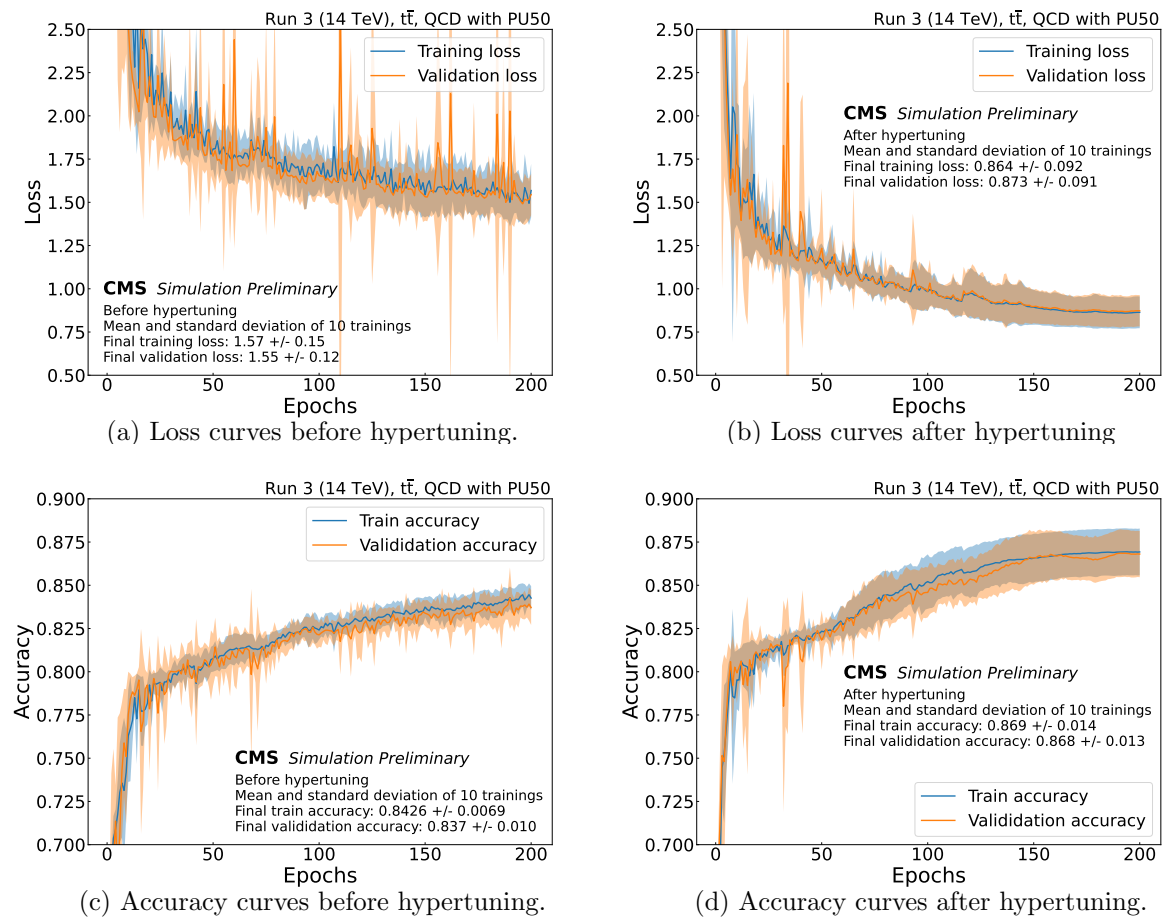 Run 3 (14 TeV), tt̅, QCD with PU50
2.50
2.25
2.00
1.75
1.50
1.25
1.00
0.75
0.50
Loss
Training loss
Validation loss
CMS Simulation Preliminary
Before hypertuning
Mean and standard deviation of 10 trainings
Final training loss: 1.57 +/- 0.15
Final validation loss: 1.55 +/- 0.12
0 50 100 150 200
Epochs
(a) Loss curves before hypertuning.
Run 3 (14 TeV), tt̅, QCD with PU50
2.50
2.25
2.00
1.75
1.50
1.25
1.00
0.75
0.50
Loss
Training loss
Validation loss
CMS Simulation Preliminary
After hypertuning
Mean and standard deviation of 10 trainings
Final training loss: 0.864 +/- 0.092
Final validation loss: 0.873 +/- 0.091
0 50 100 150 200
Epochs
(b) Loss curves after hypertuning
Run 3 (14 TeV), tt̅, QCD with PU50
0.900
0.875
0.850
0.825
0.800
0.775
0.750
0.725
0.700
Accuracy
Train accuracy
Valididation accuracy
CMS Simulation Preliminary
Before hypertuning
Mean and standard deviation of 10 trainings
Final train accuracy: 0.8426 +/- 0.0069
Final valididation accuracy: 0.837 +/- 0.010
0 50 100 150 200
Epochs
(c) Accuracy curves before hypertuning.
Run 3 (14 TeV), tt̅, QCD with PU50
0.900
0.875
0.850
0.825
0.800
0.775
0.750
0.725
0.700
Accuracy
CMS Simulation Preliminary
After hypertuning
Mean and standard deviation of 10 trainings
Final train accuracy: 0.869 +/- 0.014
Final valididation accuracy: 0.868 +/- 0.013
Train accuracy
Valididation accuracy
0 50 100 150 200
Epochs
(d) Accuracy curves after hypertuning.